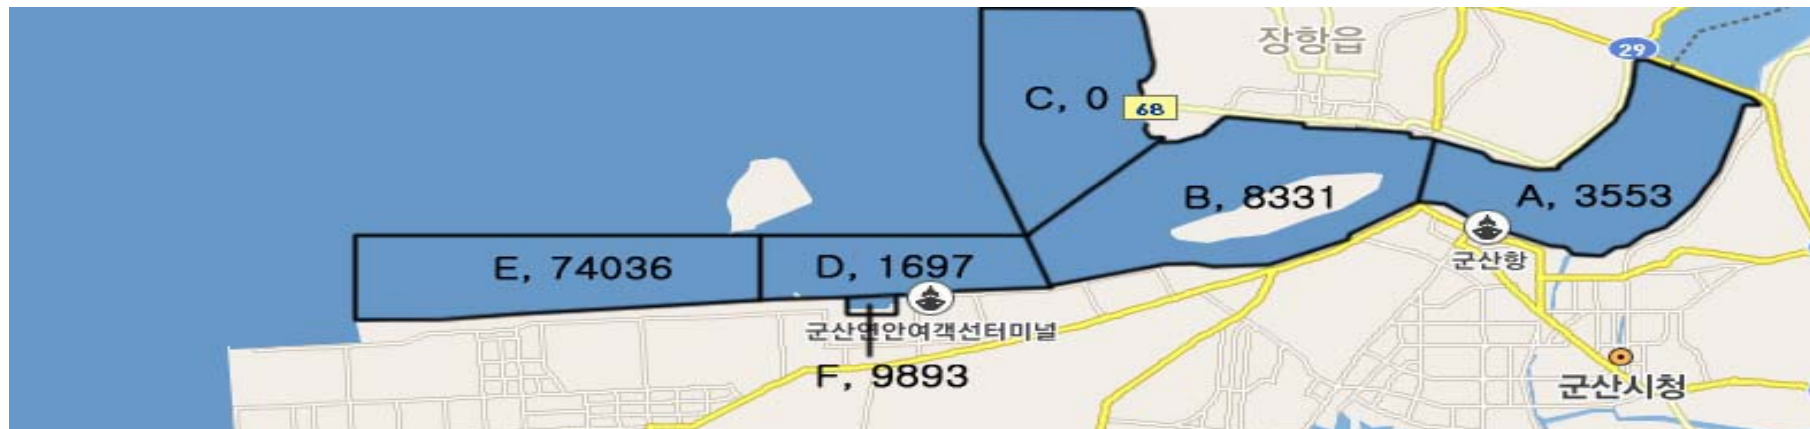 장항읍
29
C, 0
68
B, 8331
A, 3553
군산항
E, 74036
D, 1697
군산연안여객선터미널
F, 9893
군산시청